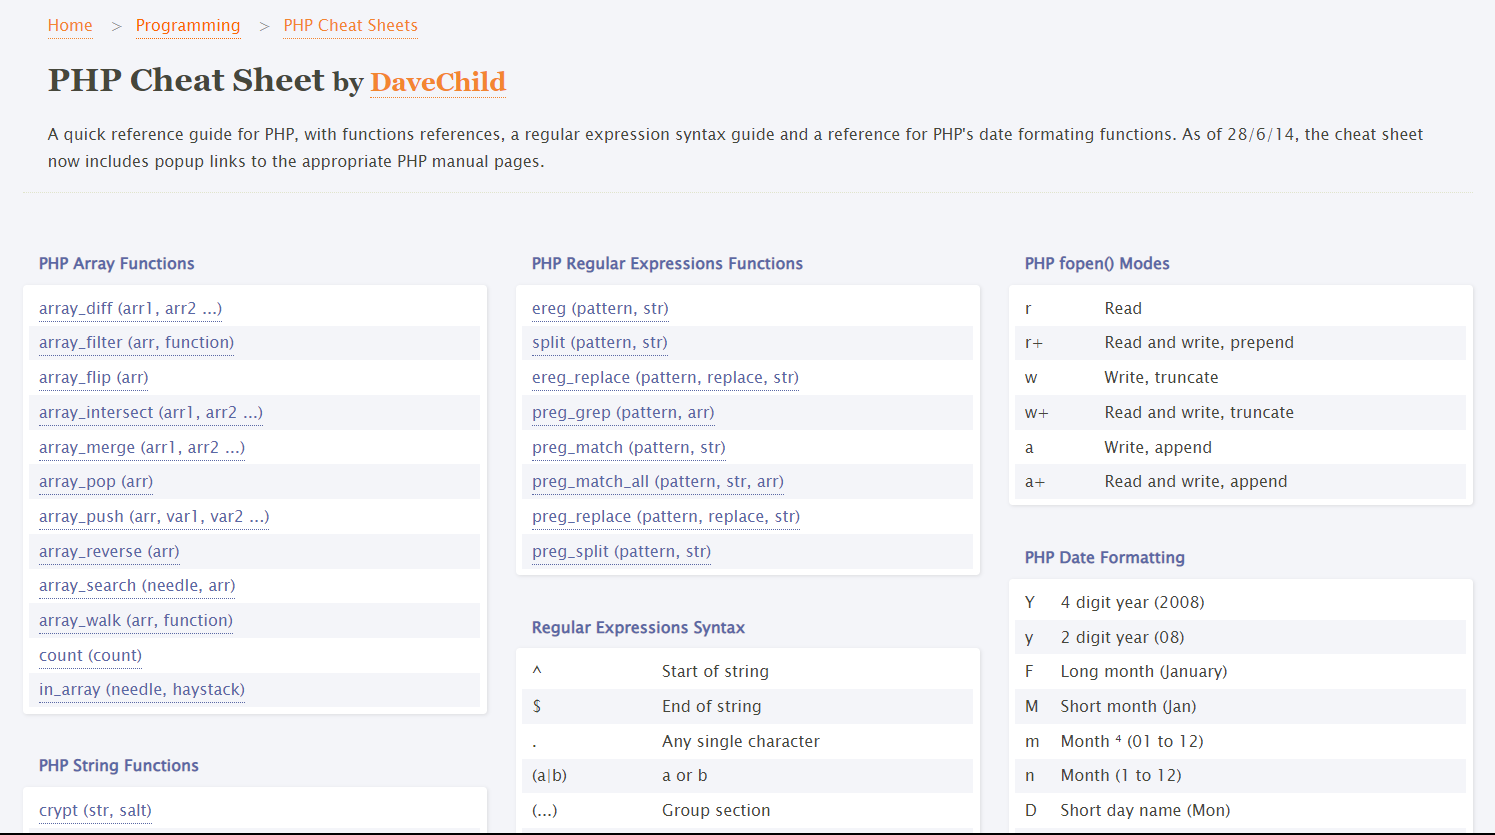 Home > Programming > PHP Cheat Sheets
PHP Cheat Sheet by DaveChild
A quick reference guide for PHP, with functions references, a regular expression syntax guide and a reference for PHP's date formating functions. As of 28/6/14, the cheat sheet
now includes popup links to the appropriate PHP manual pages.
PHP Array Functions
array_diff (arr1, arr2 ...)
array_filter (arr, function)
array_flip (arr)
array_intersect (arr1, arr2 ...)
array_merge (arr1, arr2 ...)
array_pop (arr)
array_push (arr, var1, var2 ...)
array_reverse (arr)
array_search (needle, arr)
array_walk (arr, function)
count (count)
in_array (needle, haystack)
PHP String Functions
crypt (str, salt)
PHP Regular Expressions Functions
ereg (pattern, str)
split (pattern, str)
ereg_replace (pattern, replace, str)
preg_grep (pattern, arr)
preg_match (pattern, str)
preg_match_all (pattern, str, arr)
preg_replace (pattern, replace, str)
preg_split (pattern, str)
Regular Expressions Syntax
^ Start of string
$ End of string
. Any single character
(a|b) a or b
(...) Group section
PHP fopen() Modes
r Read
r+ Read and write, prepend
w Write, truncate
w+ Read and write, truncate
a Write, append
a+ Read and write, append
PHP Date Formatting
Y 4 digit year (2008)
y 2 digit year (08)
F Long month (January)
M Short month (Jan)
m Month ⁴ (01 to 12)
n Month (1 to 12)
D Short day name (Mon)